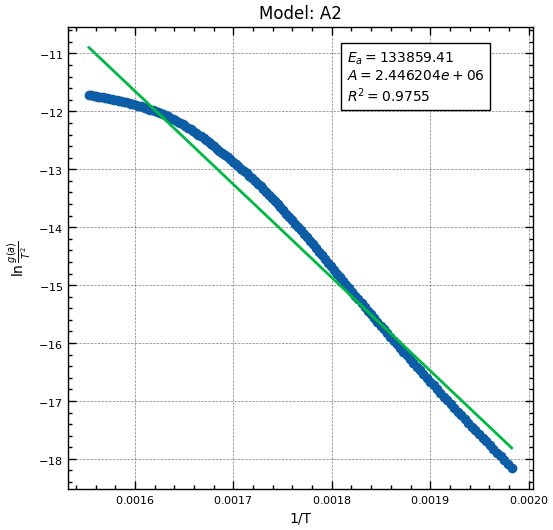 Model: A2
E_a = 133859.41
A = 2.446204e + 06
R² = 0.9755
−11
−12
−13
−14
−15
−16
−17
−18
ln g(a)/T²
0.0016 0.0017 0.0018 0.0019 0.0020
1/T